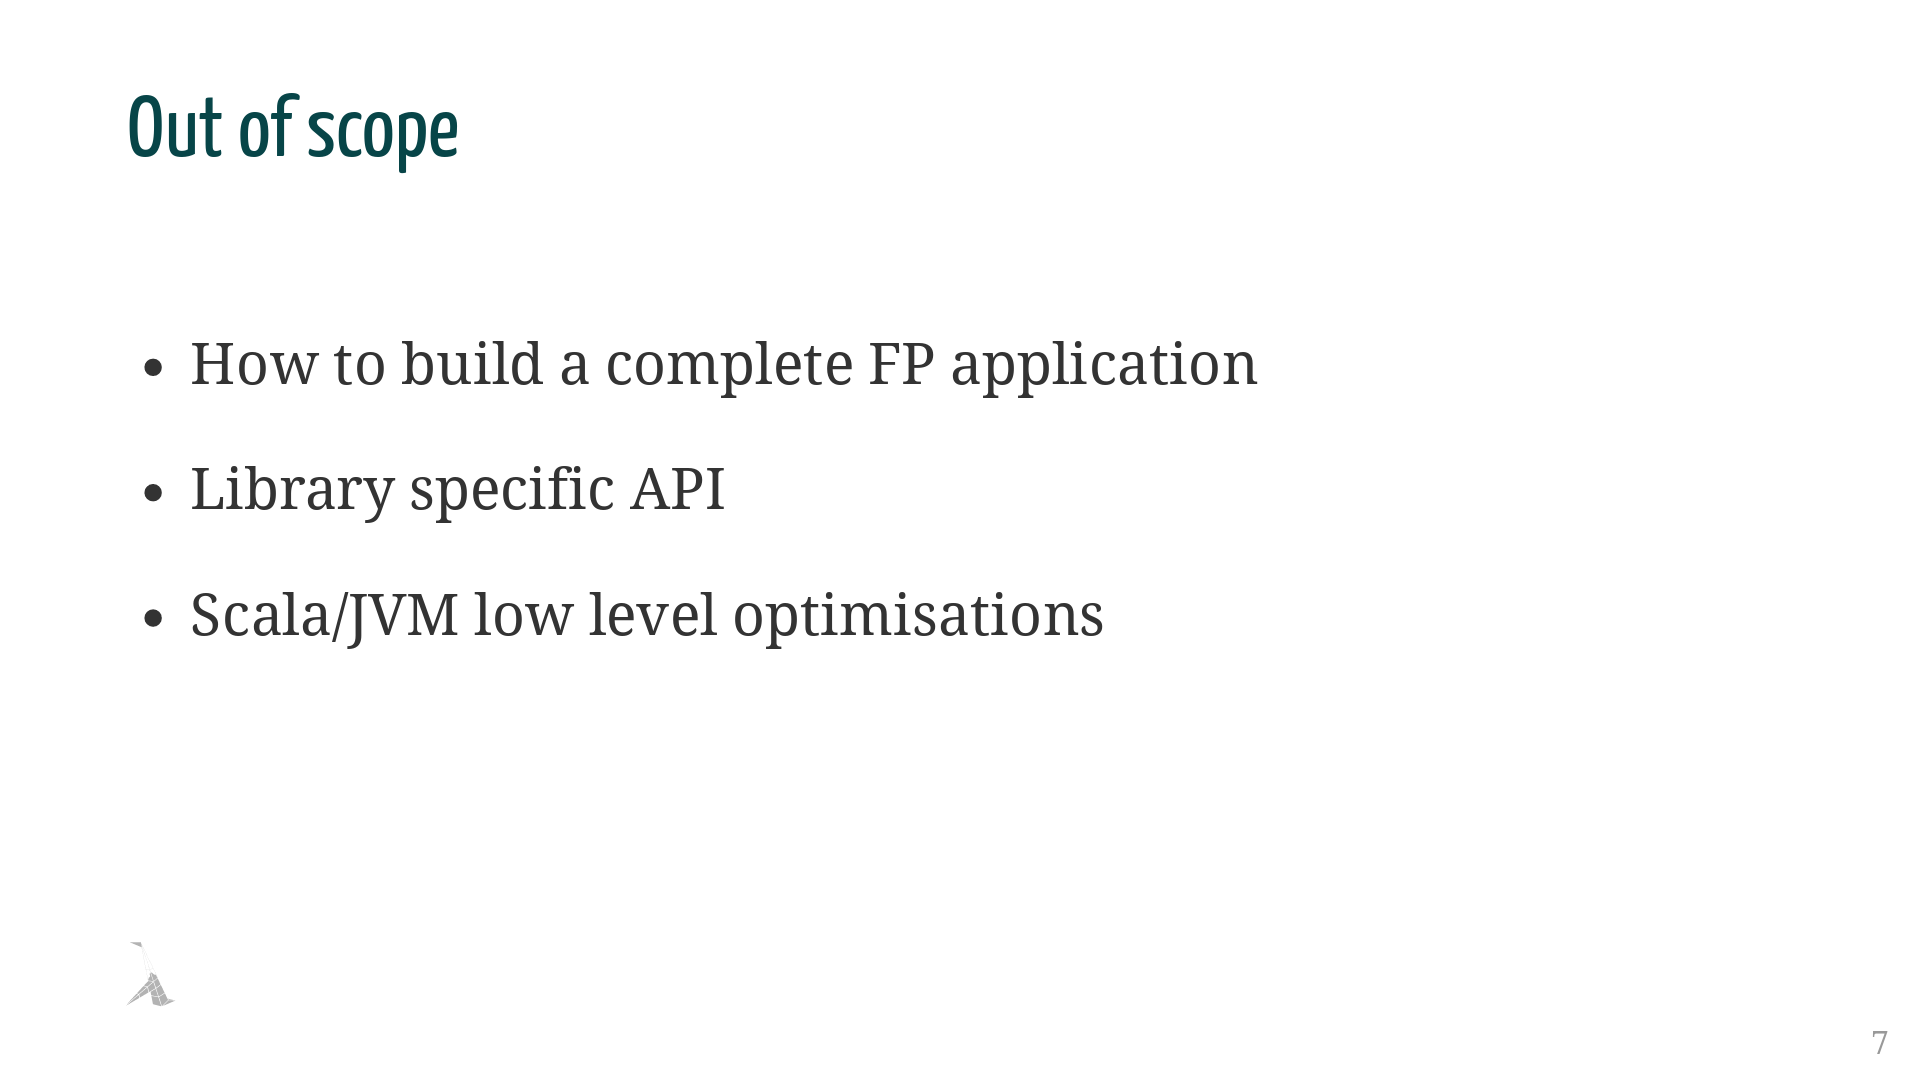 Out of scope
• How to build a complete FP application
• Library specific API
• Scala/JVM low level optimisations
7